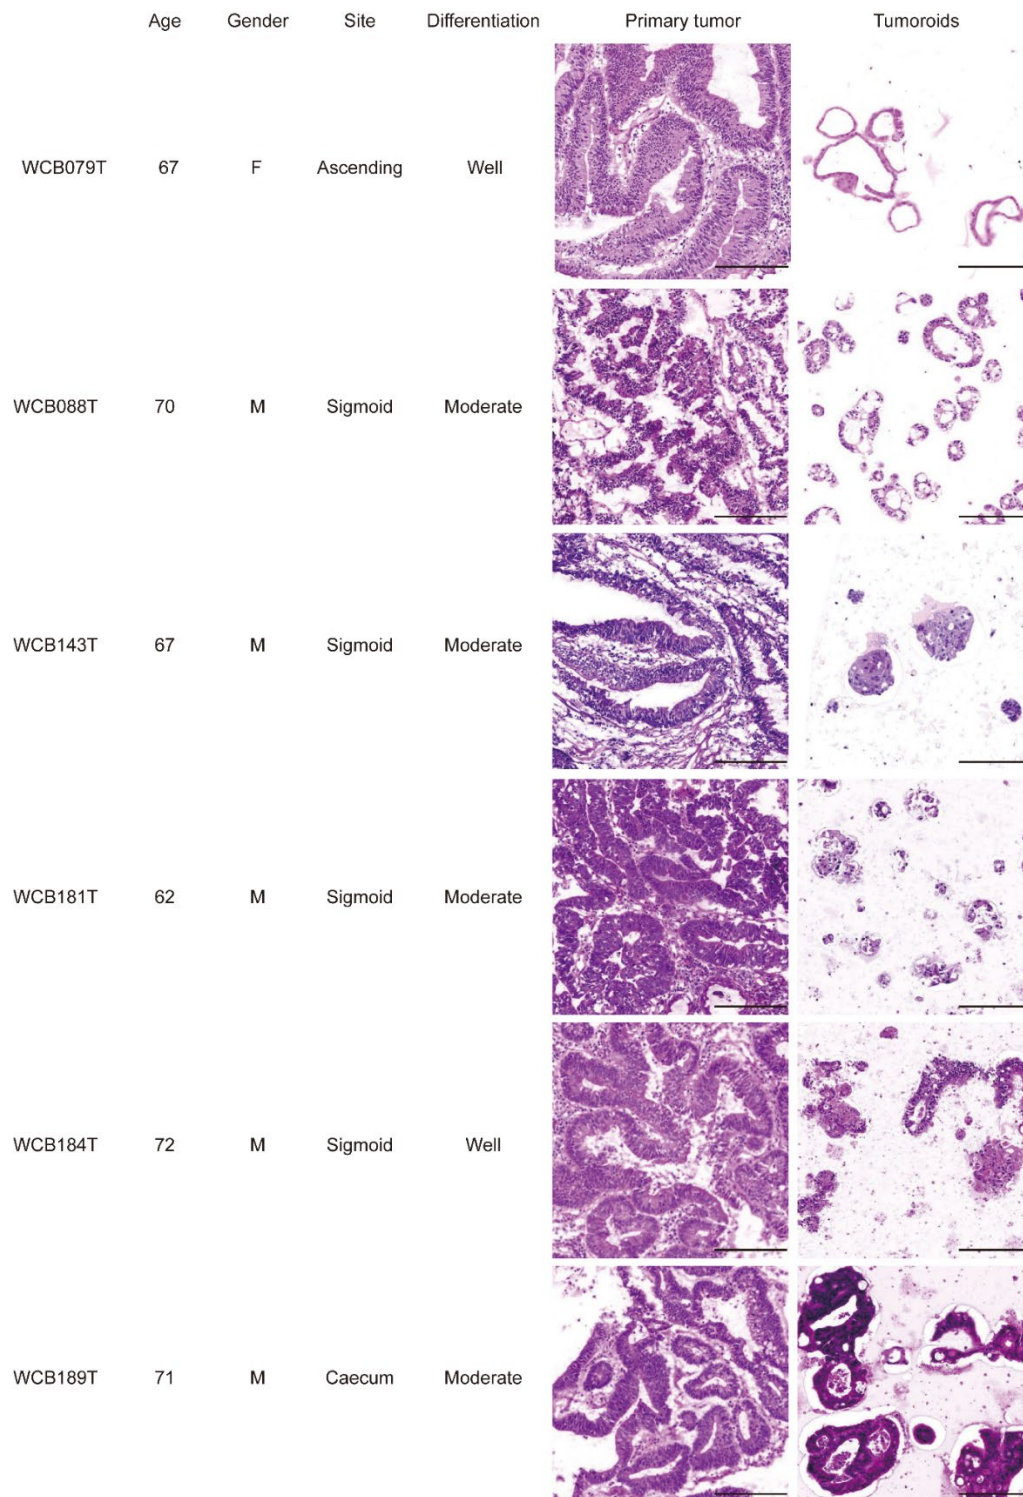 Age Gender Site Differentiation Primary tumor Tumoroids
WCB079T 67 F Ascending Well
WCB088T 70 M Sigmoid Moderate
WCB143T 67 M Sigmoid Moderate
WCB181T 62 M Sigmoid Moderate
WCB184T 72 M Sigmoid Well
WCB189T 71 M Caecum Moderate